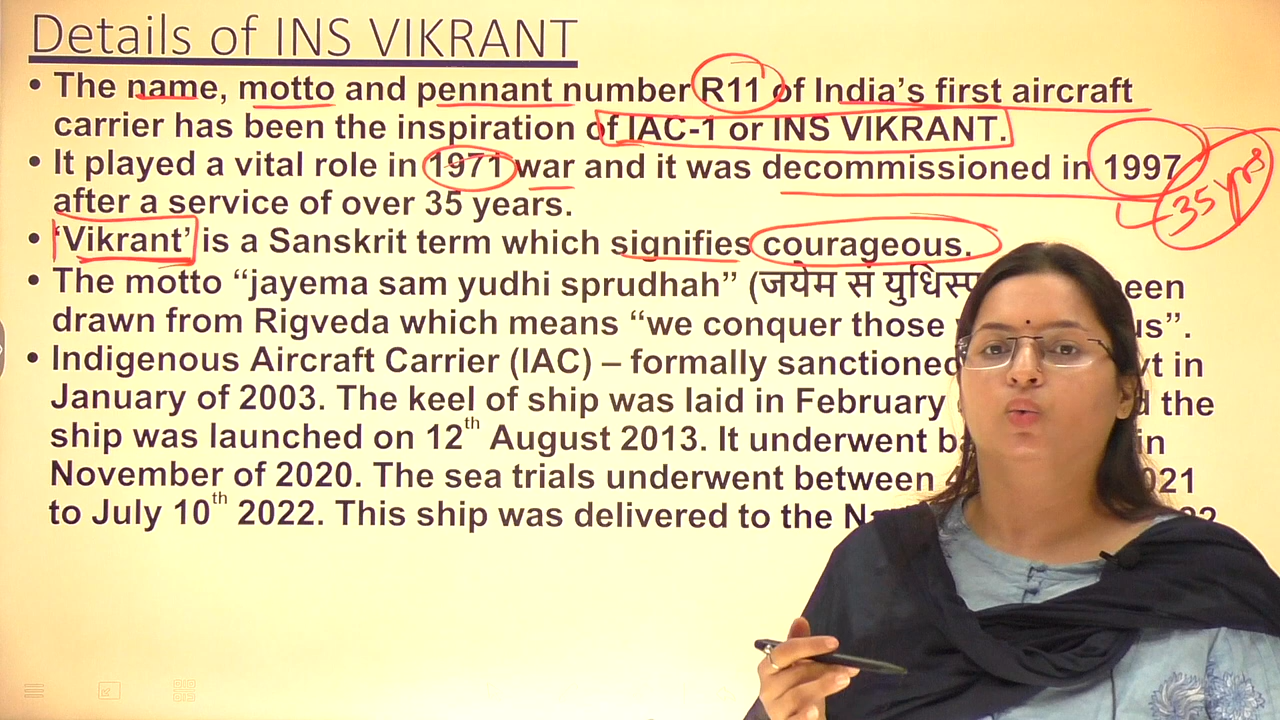 Details of INS VIKRANT
• The name, motto and pennant number R11 of India's first aircraft
carrier has been the inspiration of IAC-1 or INS VIKRANT.
• It played a vital role in 1971 war and it was decommissioned in 1997
35 yrs
after a service of over 35 years.
• 'Vikrant' is a Sanskrit term which signifies courageous.
• The motto “jayema sam yudhi sprudhah” (जयेम सं been
drawn from Rigveda which means “we conquer those us”.
• Indigenous Aircraft Carrier (IAC) – formally sanctioned in
January of 2003. The keel of ship was laid in February the
ship was launched on 12th August 2013. It underwent in
November of 2020. The sea trials underwent between
to July 10th 2022. This ship was delivered to the